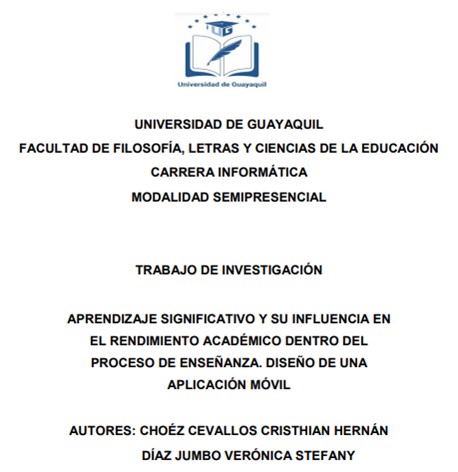 UG
Universidad de Guayaquil
UNIVERSIDAD DE GUAYAQUIL
FACULTAD DE FILOSOFÍA, LETRAS Y CIENCIAS DE LA EDUCACIÓN
CARRERA INFORMÁTICA
MODALIDAD SEMIPRESENCIAL
TRABAJO DE INVESTIGACIÓN
APRENDIZAJE SIGNIFICATIVO Y SU INFLUENCIA EN
EL RENDIMIENTO ACADÉMICO DENTRO DEL
PROCESO DE ENSEÑANZA. DISEÑO DE UNA
APLICACIÓN MÓVIL
AUTORES: CHOÉZ CEVALLOS CRISTHIAN HERNÁN
DÍAZ JUMBO VERÓNICA STEFANY